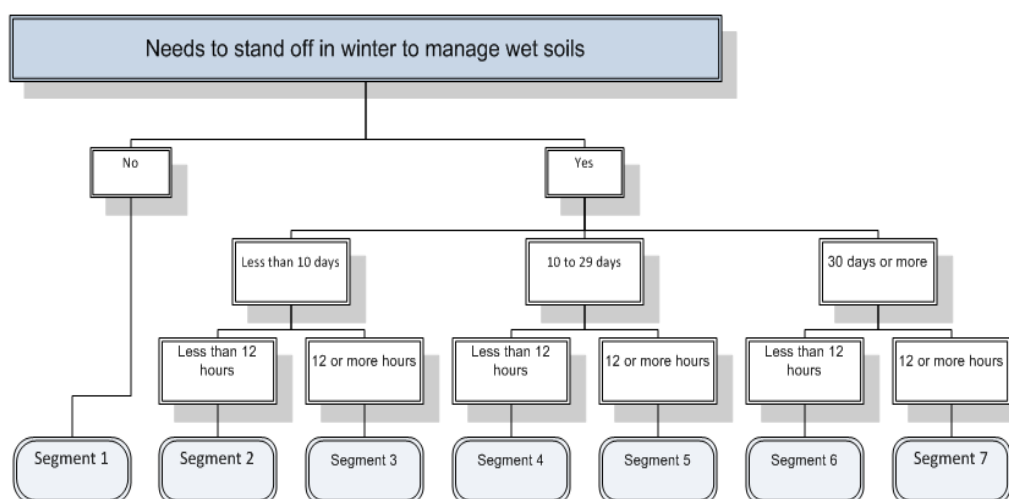 Needs to stand off in winter to manage wet soils
No
Yes
Less than 10 days
10 to 29 days
30 days or more
Less than 12
hours
12 or more hours
Less than 12
hours
12 or more hours
Less than 12
hours
12 or more hours
Segment 1
Segment 2
Segment 3
Segment 4
Segment 5
Segment 6
Segment 7